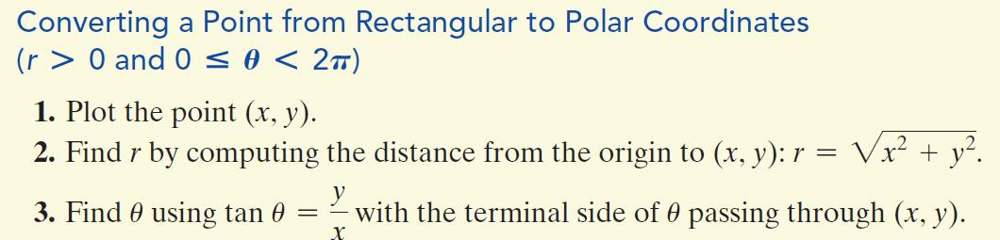 Converting a Point from Rectangular to Polar Coordinates
(r > 0 and 0 ≤ θ < 2π)
1. Plot the point (x, y).
2. Find r by computing the distance from the origin to (x, y): r = √(x² + y²).
3. Find θ using tan θ = y/x with the terminal side of θ passing through (x, y).